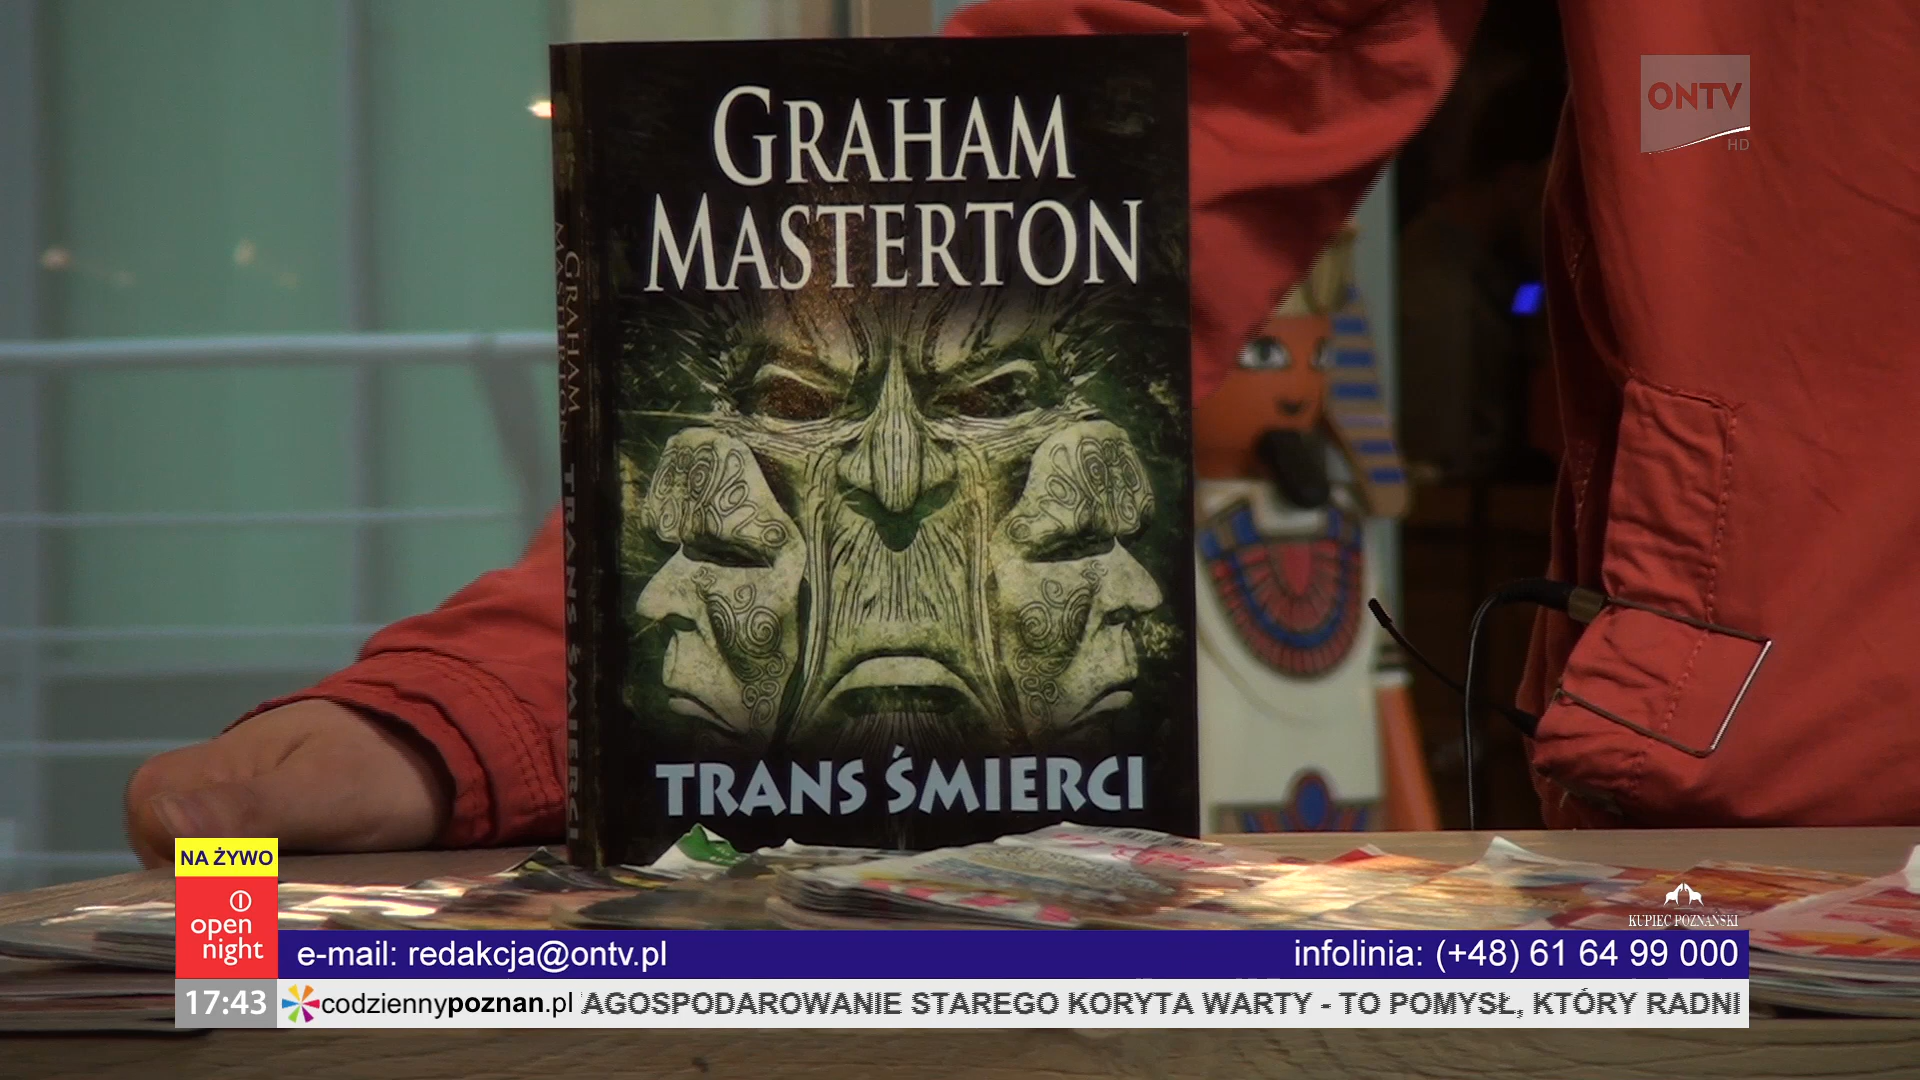 GRAHAM
MASTERTON
TRANS ŚMIERCI
GRAHAM
MASTERTON
TRANS ŚMIERCI
ONTV
HD
NA ŻYWO
open
night
KUPIEC POZNAŃSKI
e-mail: redakcja@ontv.pl
infolinia: (+48) 61 64 99 000
17:43
codziennypoznan.pl
AGOSPODAROWANIE STAREGO KORYTA WARTY - TO POMYSŁ, KTÓRY RADNI